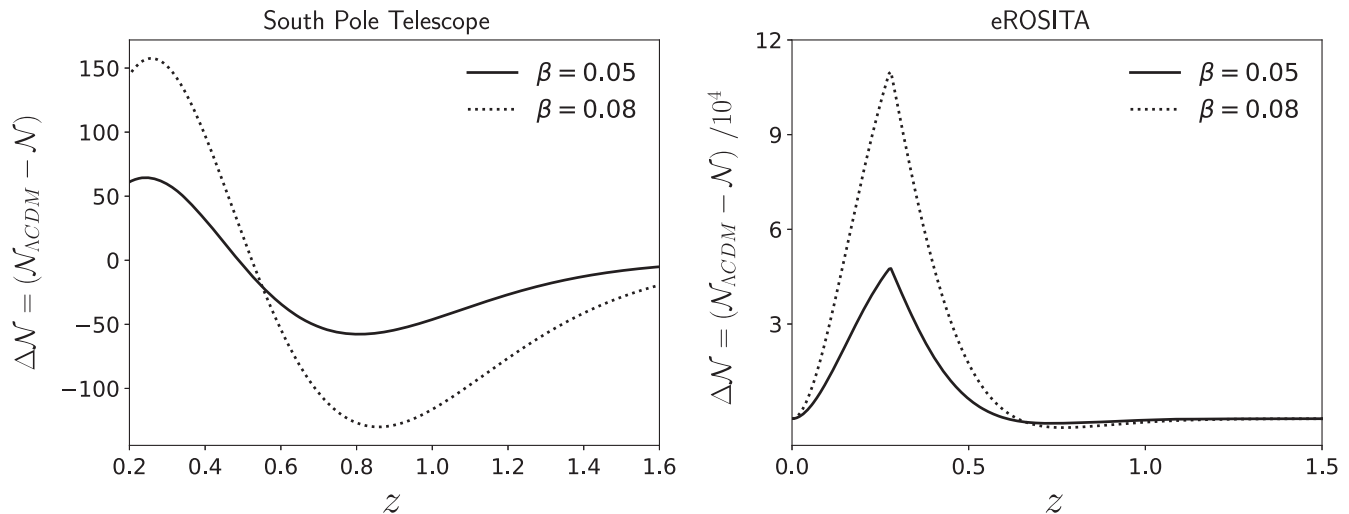 South Pole Telescope
ΔN = (N_ΛCDM − N)
150
100
50
0
−50
−100
0.2 0.4 0.6 0.8 1.0 1.2 1.4 1.6
z
β = 0.05
β = 0.08
eROSITA
ΔN = (N_ΛCDM − N) /10^4
12
9
6
3
0.0 0.5 1.0 1.5
z
β = 0.05
β = 0.08